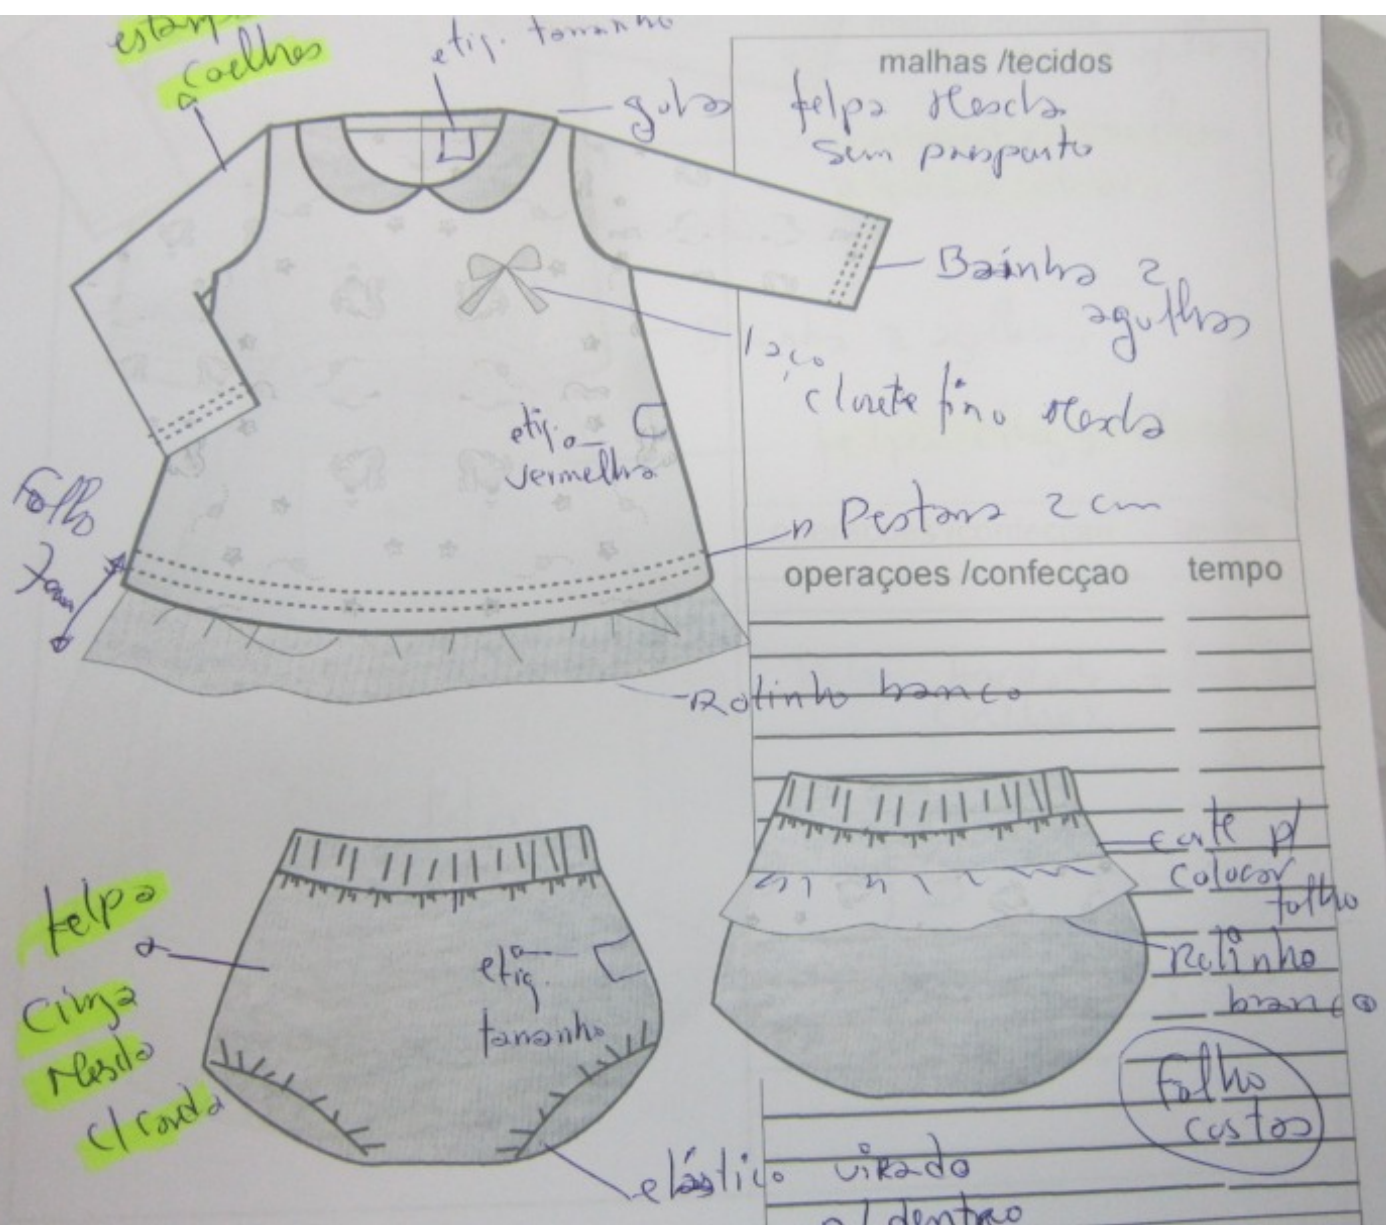 coelhos
etiq. tamanho
malhas /tecidos
gola
felpa Mescla
sem pesponto
Bainha 2
agulhas
laço
fino Mescla
etiq.
vermelha
Folho
7cm
Pestana 2 cm
operaçoes /confecçao tempo
Rolinho branco
felpa
cinza
Mescla
etiq.
tamanho
corte p/
colocar
folho
Rolinho
branco
Folho
costas
elástico virado
p/ dentro